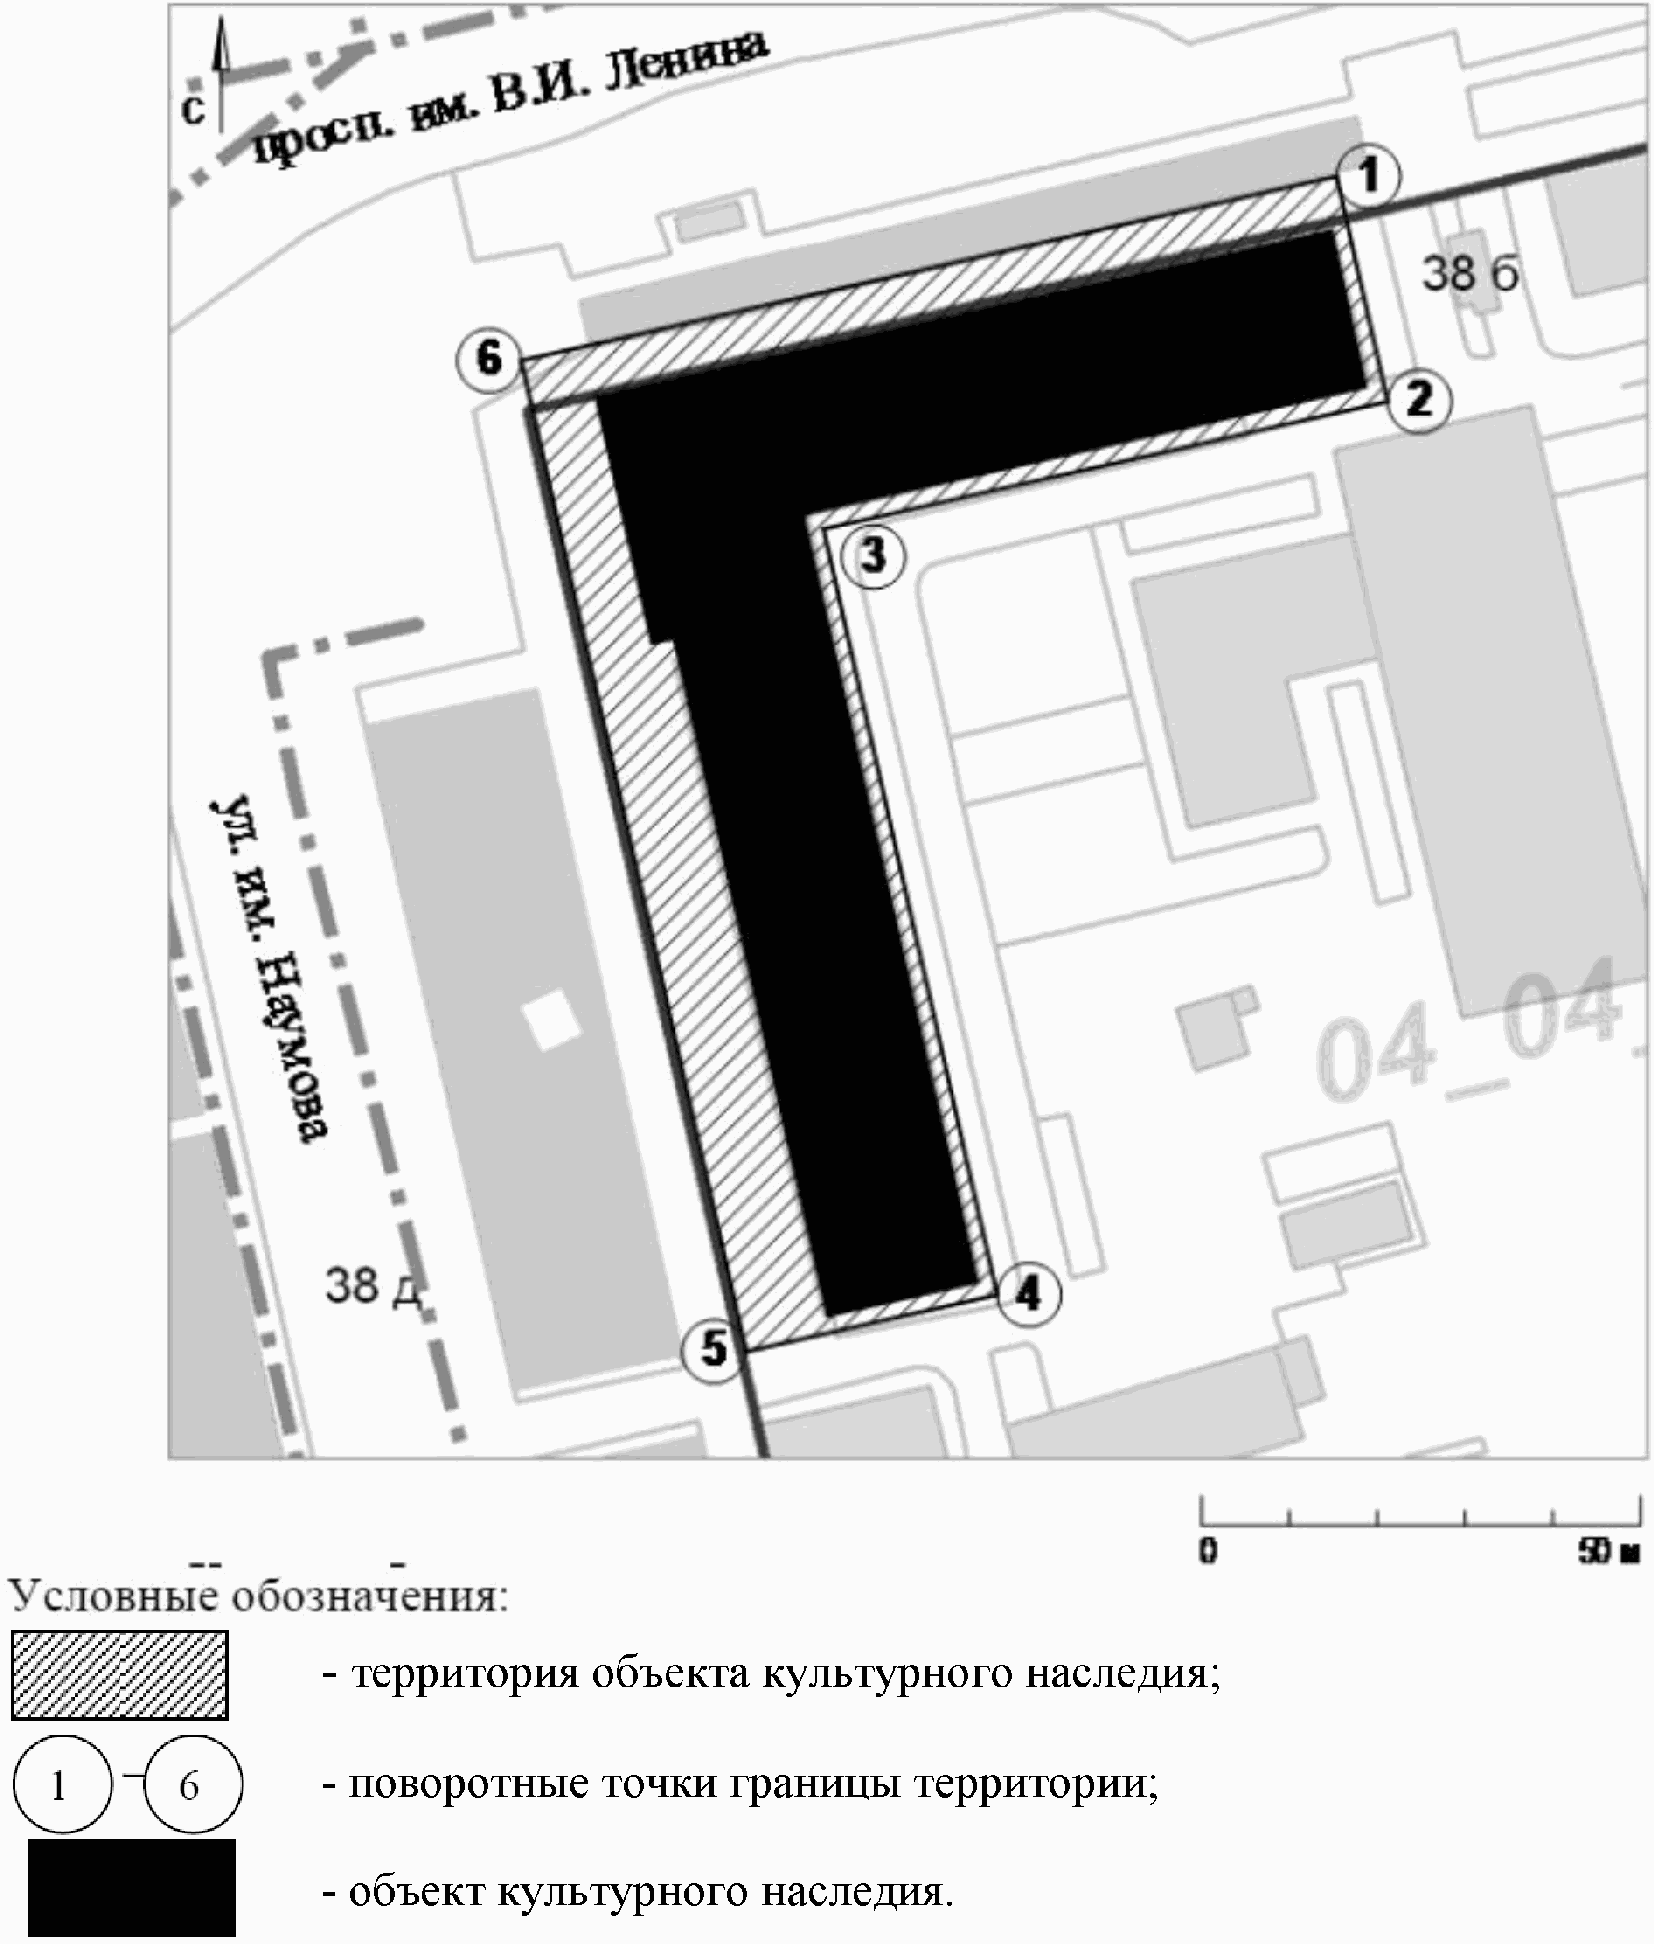 просп. им. В.И. Ленина
с
1
38 б
6
2
3
ул. им. Наумова
04_04_
38 д
4
5
0 50 м
Условные обозначения:
- территория объекта культурного наследия;
1 – 6 - поворотные точки границы территории;
- объект культурного наследия.